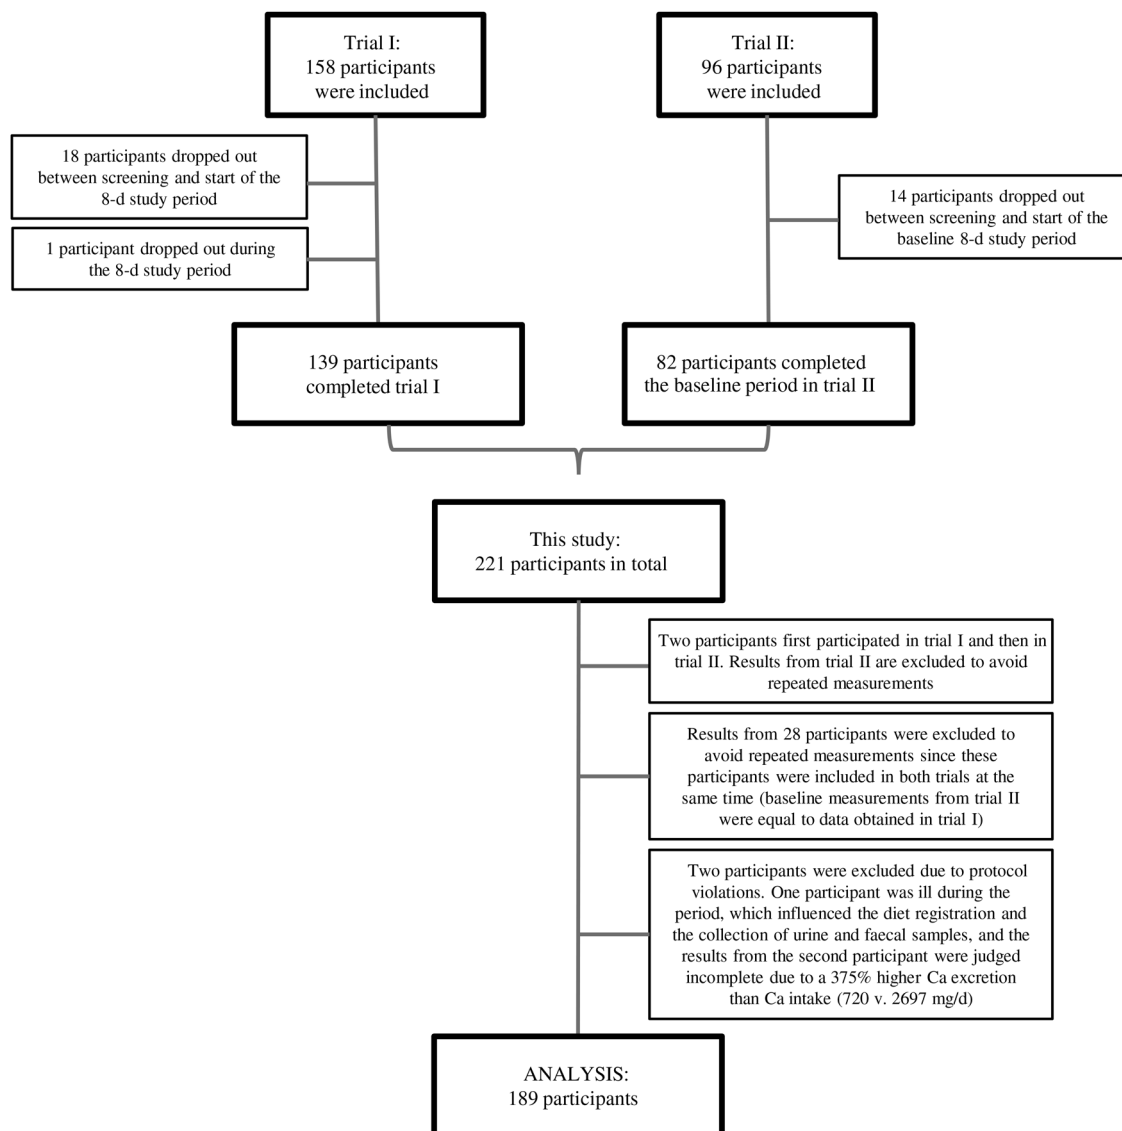 Trial I:
158 participants
were included
Trial II:
96 participants
were included
18 participants dropped out
between screening and start of the
8-d study period
14 participants dropped out
between screening and start of the
baseline 8-d study period
1 participant dropped out during
the 8-d study period
139 participants
completed trial I
82 participants completed
the baseline period in trial II
This study:
221 participants in total
Two participants first participated in trial I and then in
trial II. Results from trial II are excluded to avoid
repeated measurements
Results from 28 participants were excluded to
avoid repeated measurements since these
participants were included in both trials at the
same time (baseline measurements from trial II
were equal to data obtained in trial I)
Two participants were excluded due to protocol
violations. One participant was ill during the
period, which influenced the diet registration and
the collection of urine and faecal samples, and the
results from the second participant were judged
incomplete due to a 375% higher Ca excretion
than Ca intake (720 v. 2697 mg/d)
ANALYSIS:
189 participants